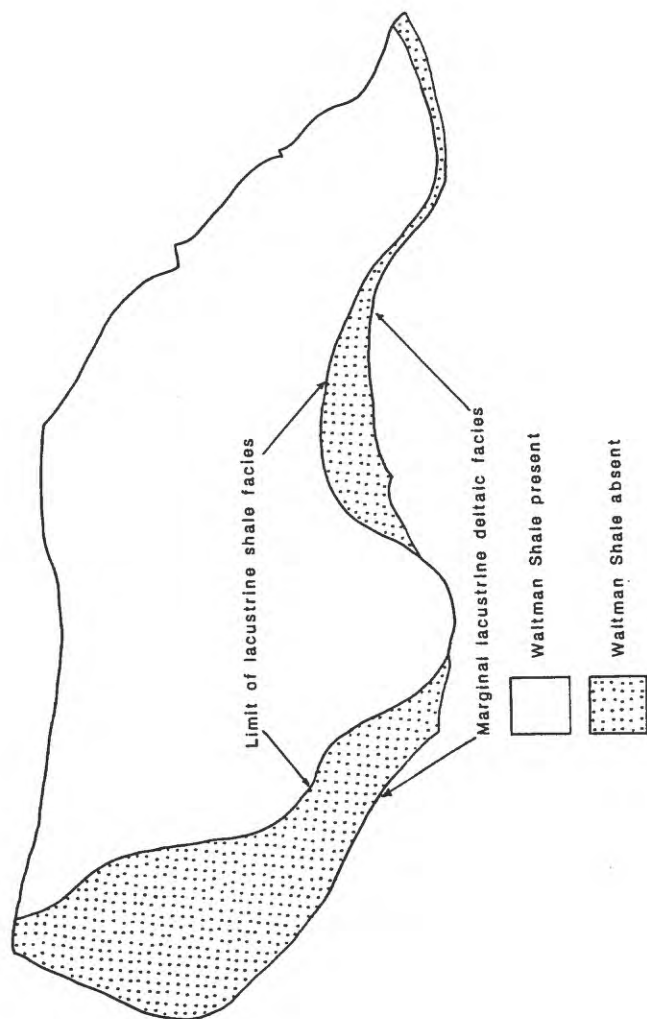 Limit of lacustrine shale facies
Marginal lacustrine deltaic facies
Waltman Shale present
Waltman Shale absent